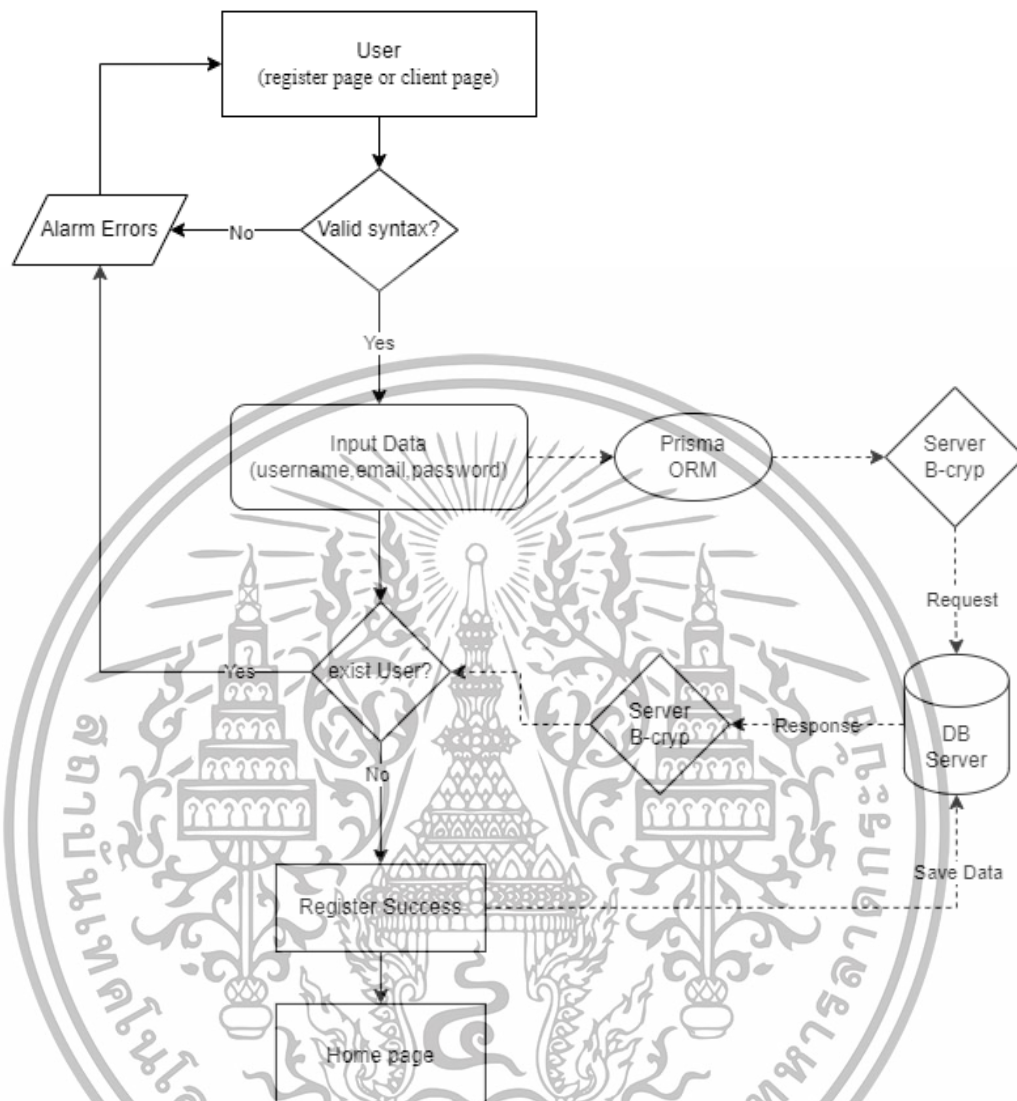 User
(register page or client page)
Alarm Errors
No
Valid syntax?
Yes
Input Data
(username,email,password)
Prisma
ORM
Server
B-cryp
Request
Yes
exist User?
Server
B-cryp
Response
DB
Server
No
Save Data
Register Success
Home page